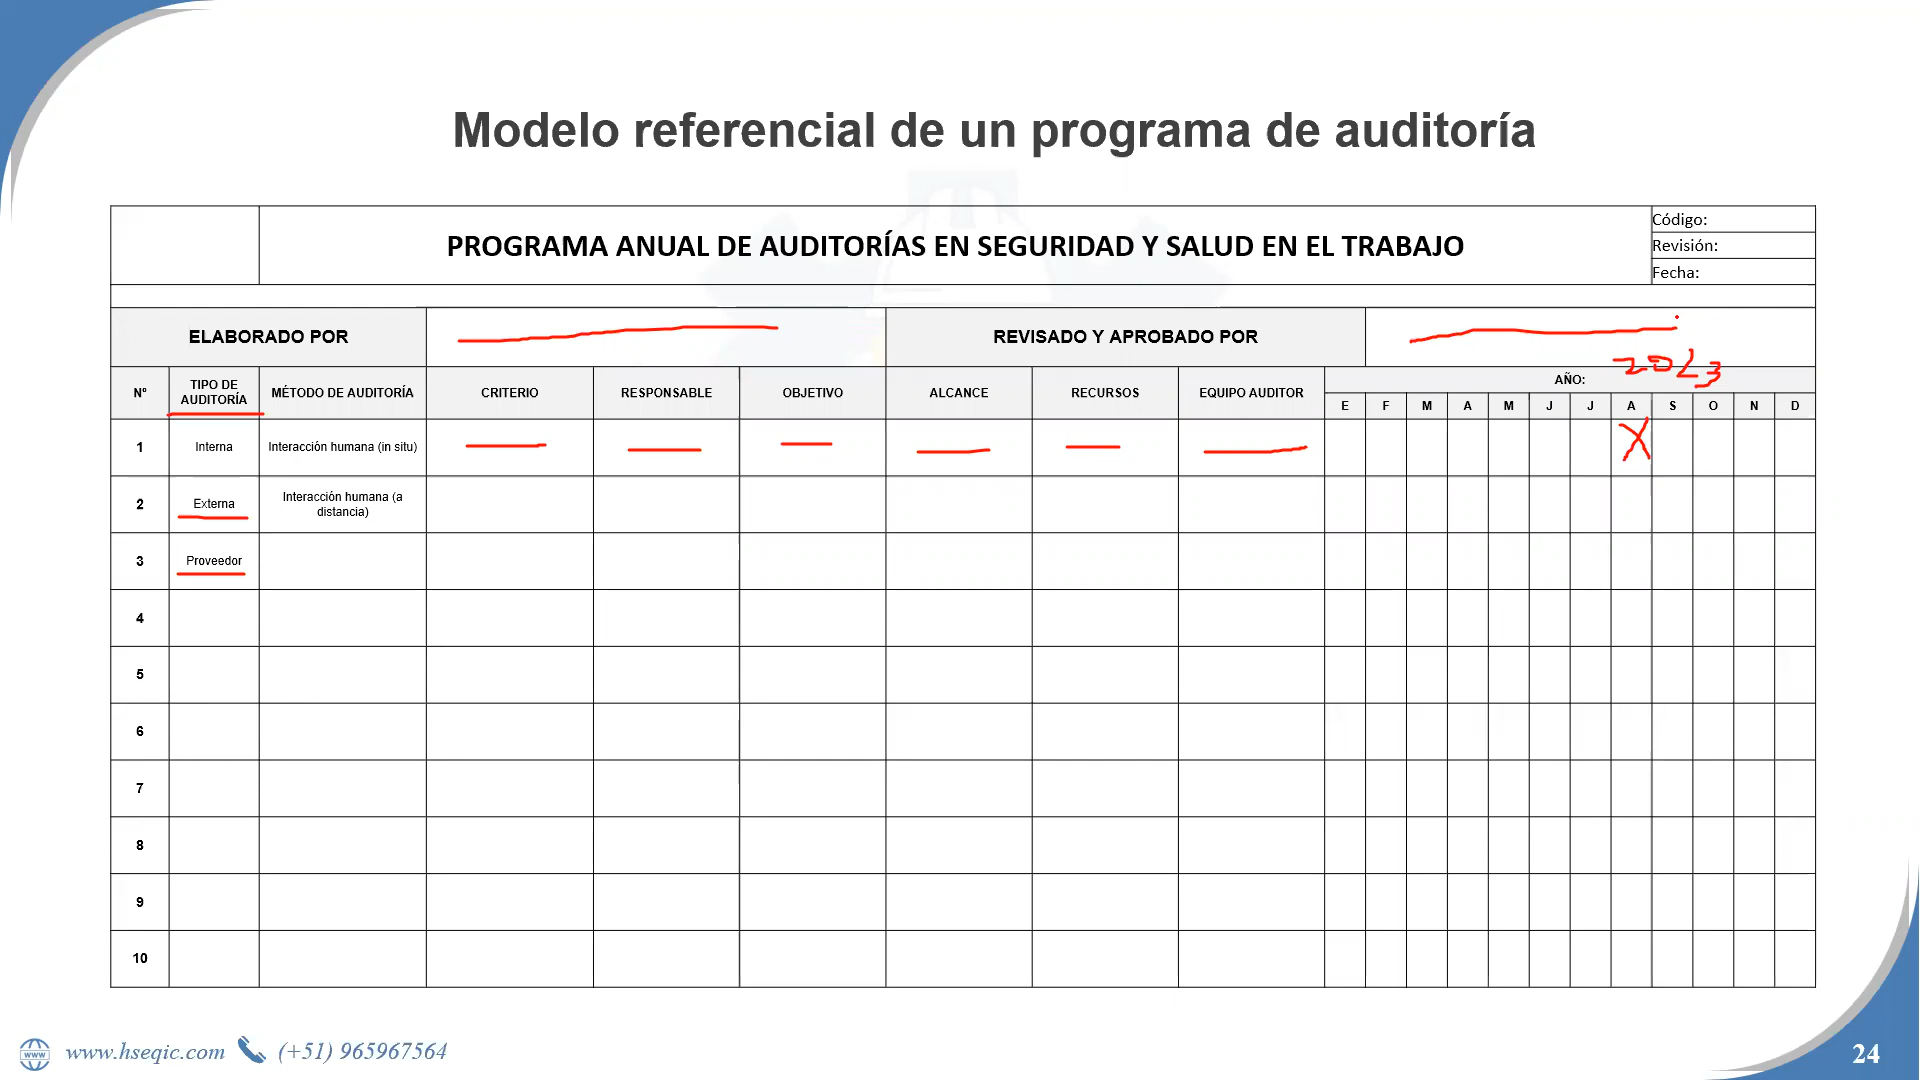 Modelo referencial de un programa de auditoría
PROGRAMA ANUAL DE AUDITORÍAS EN SEGURIDAD Y SALUD EN EL TRABAJO
Código:
Revisión:
Fecha:
ELABORADO POR
REVISADO Y APROBADO POR
N° TIPO DE AUDITORÍA MÉTODO DE AUDITORÍA CRITERIO RESPONSABLE OBJETIVO ALCANCE RECURSOS EQUIPO AUDITOR AÑO: 2023
E F M A M J J A S O N D
1 Interna Interacción humana (in situ) X
2 Externa Interacción humana (a distancia)
3 Proveedor
4
5
6
7
8
9
10
www www.hseqic.com (+51) 965967564
24